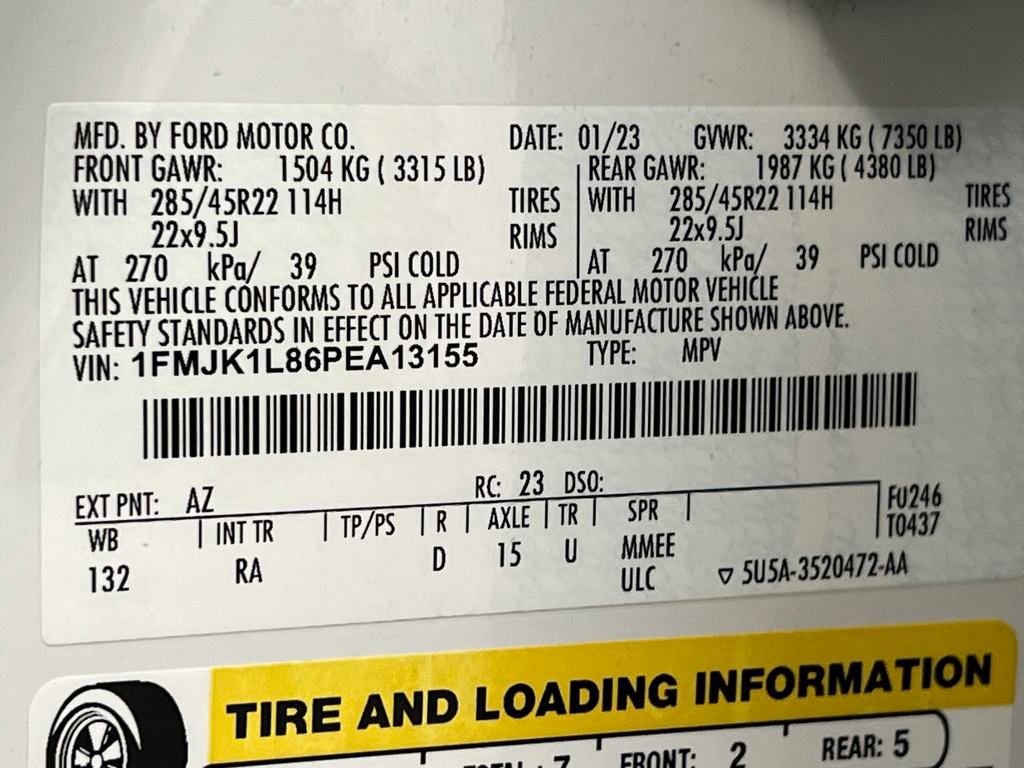 MFD. BY FORD MOTOR CO. DATE: 01/23 GVWR: 3334 KG ( 7350 LB)
FRONT GAWR: 1504 KG ( 3315 LB) REAR GAWR: 1987 KG ( 4380 LB)
WITH 285/45R22 114H TIRES WITH 285/45R22 114H TIRES
22x9.5J RIMS 22x9.5J RIMS
AT 270 kPa/ 39 PSI COLD AT 270 kPa/ 39 PSI COLD
THIS VEHICLE CONFORMS TO ALL APPLICABLE FEDERAL MOTOR VEHICLE
SAFETY STANDARDS IN EFFECT ON THE DATE OF MANUFACTURE SHOWN ABOVE.
VIN: 1FMJK1L86PEA13155 TYPE: MPV
EXT PNT: AZ RC: 23 DSO: FU246
WB INT TR TP/PS R AXLE TR SPR T0437
132 RA D 15 U MMEE
ULC ▽ 5U5A-3520472-AA
TIRE AND LOADING INFORMATION
TOTAL: 7 FRONT: 2 REAR: 5